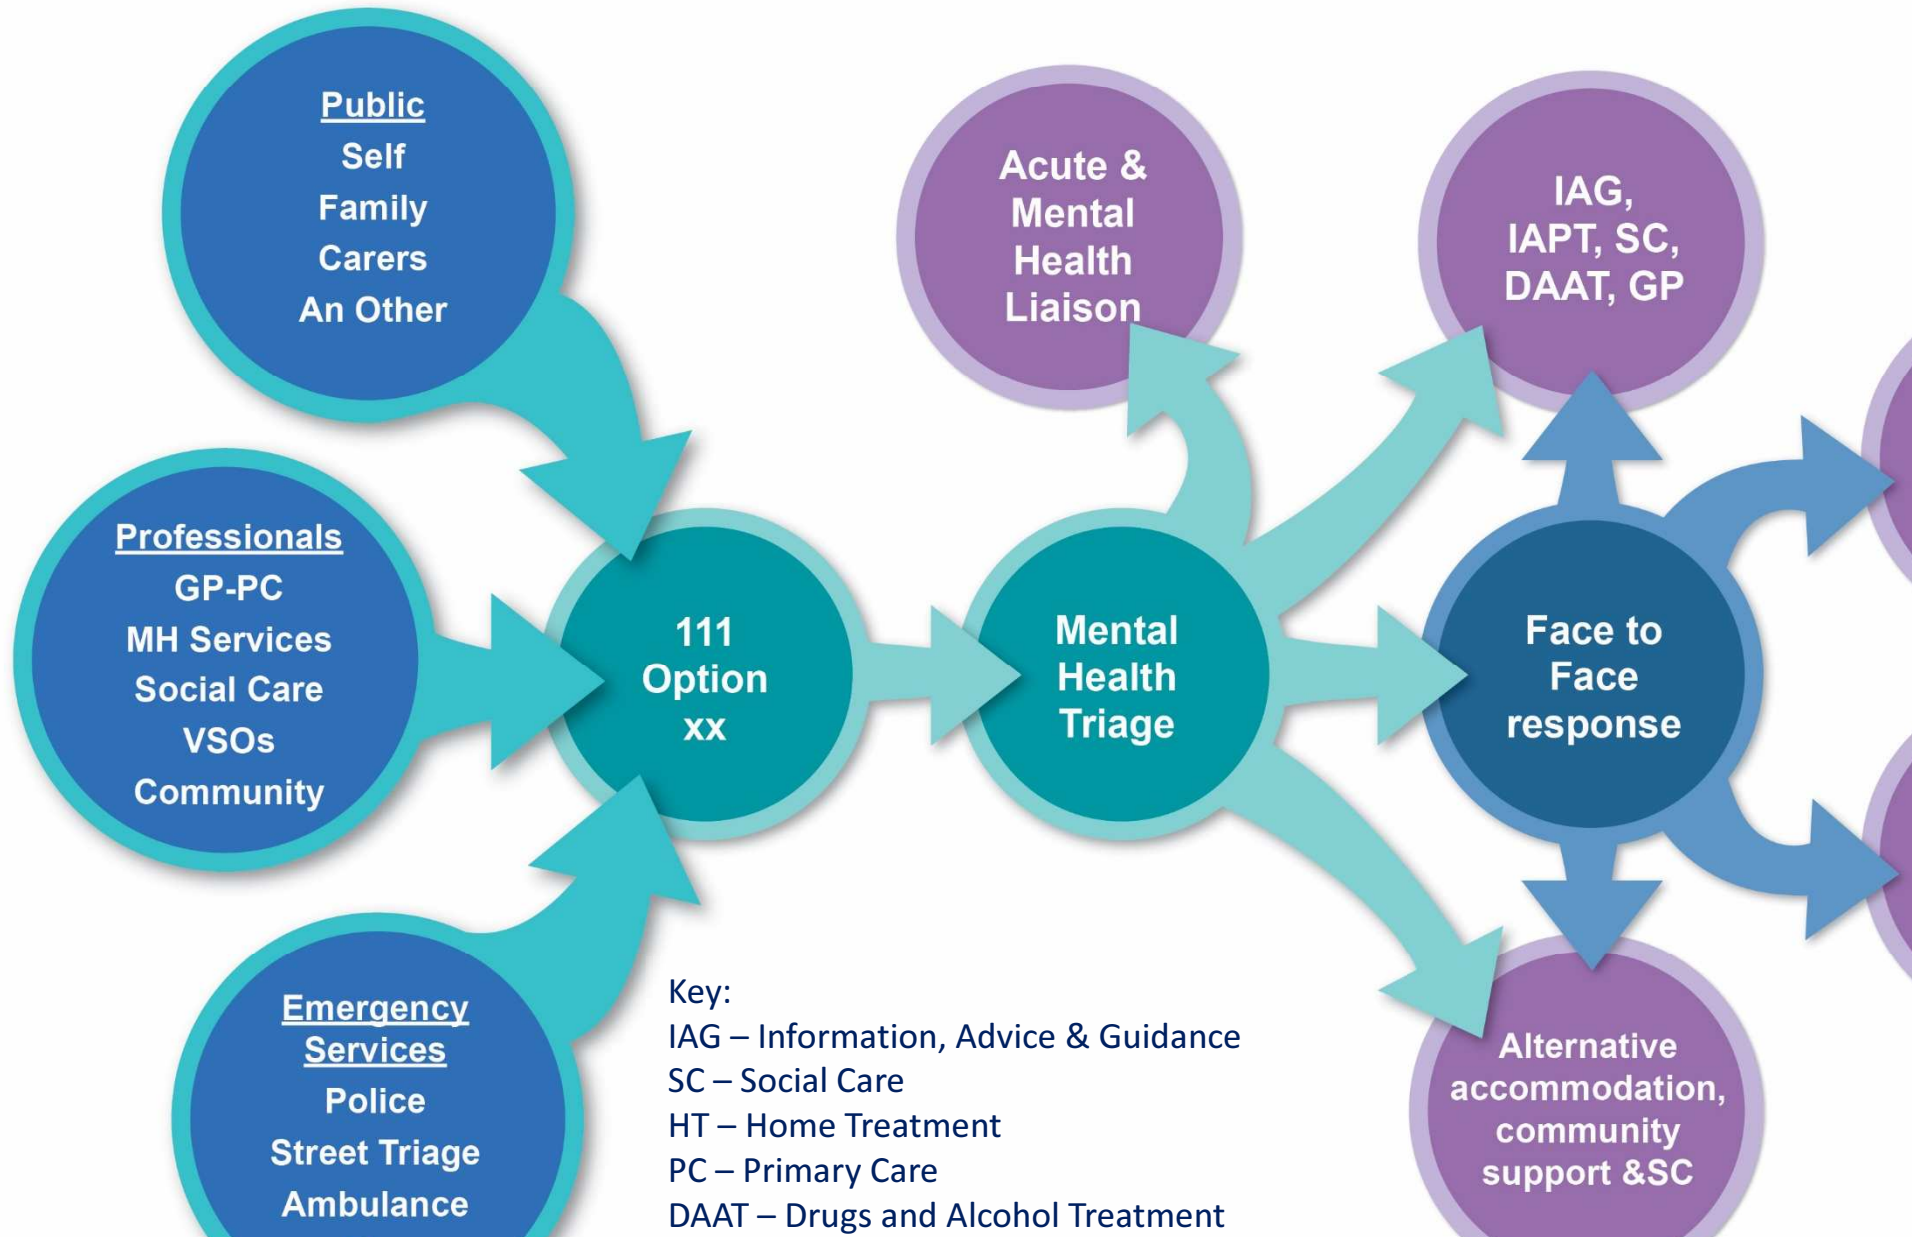 Public
Self
Family
Carers
An Other
Professionals
GP-PC
MH Services
Social Care
VSOs
Community
Emergency
Services
Police
Street Triage
Ambulance
111
Option
xx
Mental
Health
Triage
Acute &
Mental
Health
Liaison
IAG,
IAPT, SC,
DAAT, GP
Face to
Face
response
Alternative
accommodation,
community
support &SC
Key:
IAG – Information, Advice & Guidance
SC – Social Care
HT – Home Treatment
PC – Primary Care
DAAT – Drugs and Alcohol Treatment